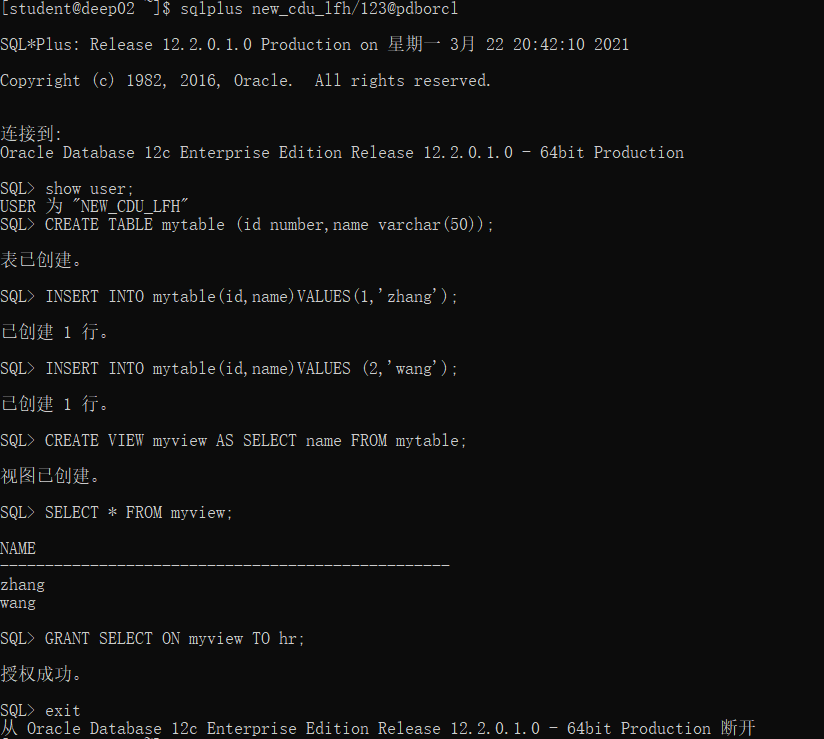 [student@deep02 ~]$ sqlplus new_cdu_lfh/123@pdborcl
SQL*Plus: Release 12.2.0.1.0 Production on 星期一 3月 22 20:42:10 2021
Copyright (c) 1982, 2016, Oracle.  All rights reserved.
连接到:
Oracle Database 12c Enterprise Edition Release 12.2.0.1.0 - 64bit Production
SQL> show user;
USER 为 "NEW_CDU_LFH"
SQL> CREATE TABLE mytable (id number,name varchar(50));
表已创建。
SQL> INSERT INTO mytable(id,name)VALUES(1,'zhang');
已创建 1 行。
SQL> INSERT INTO mytable(id,name)VALUES (2,'wang');
已创建 1 行。
SQL> CREATE VIEW myview AS SELECT name FROM mytable;
视图已创建。
SQL> SELECT * FROM myview;
NAME
--------------------------------------------------
zhang
wang
SQL> GRANT SELECT ON myview TO hr;
授权成功。
SQL> exit
从 Oracle Database 12c Enterprise Edition Release 12.2.0.1.0 - 64bit Production 断开